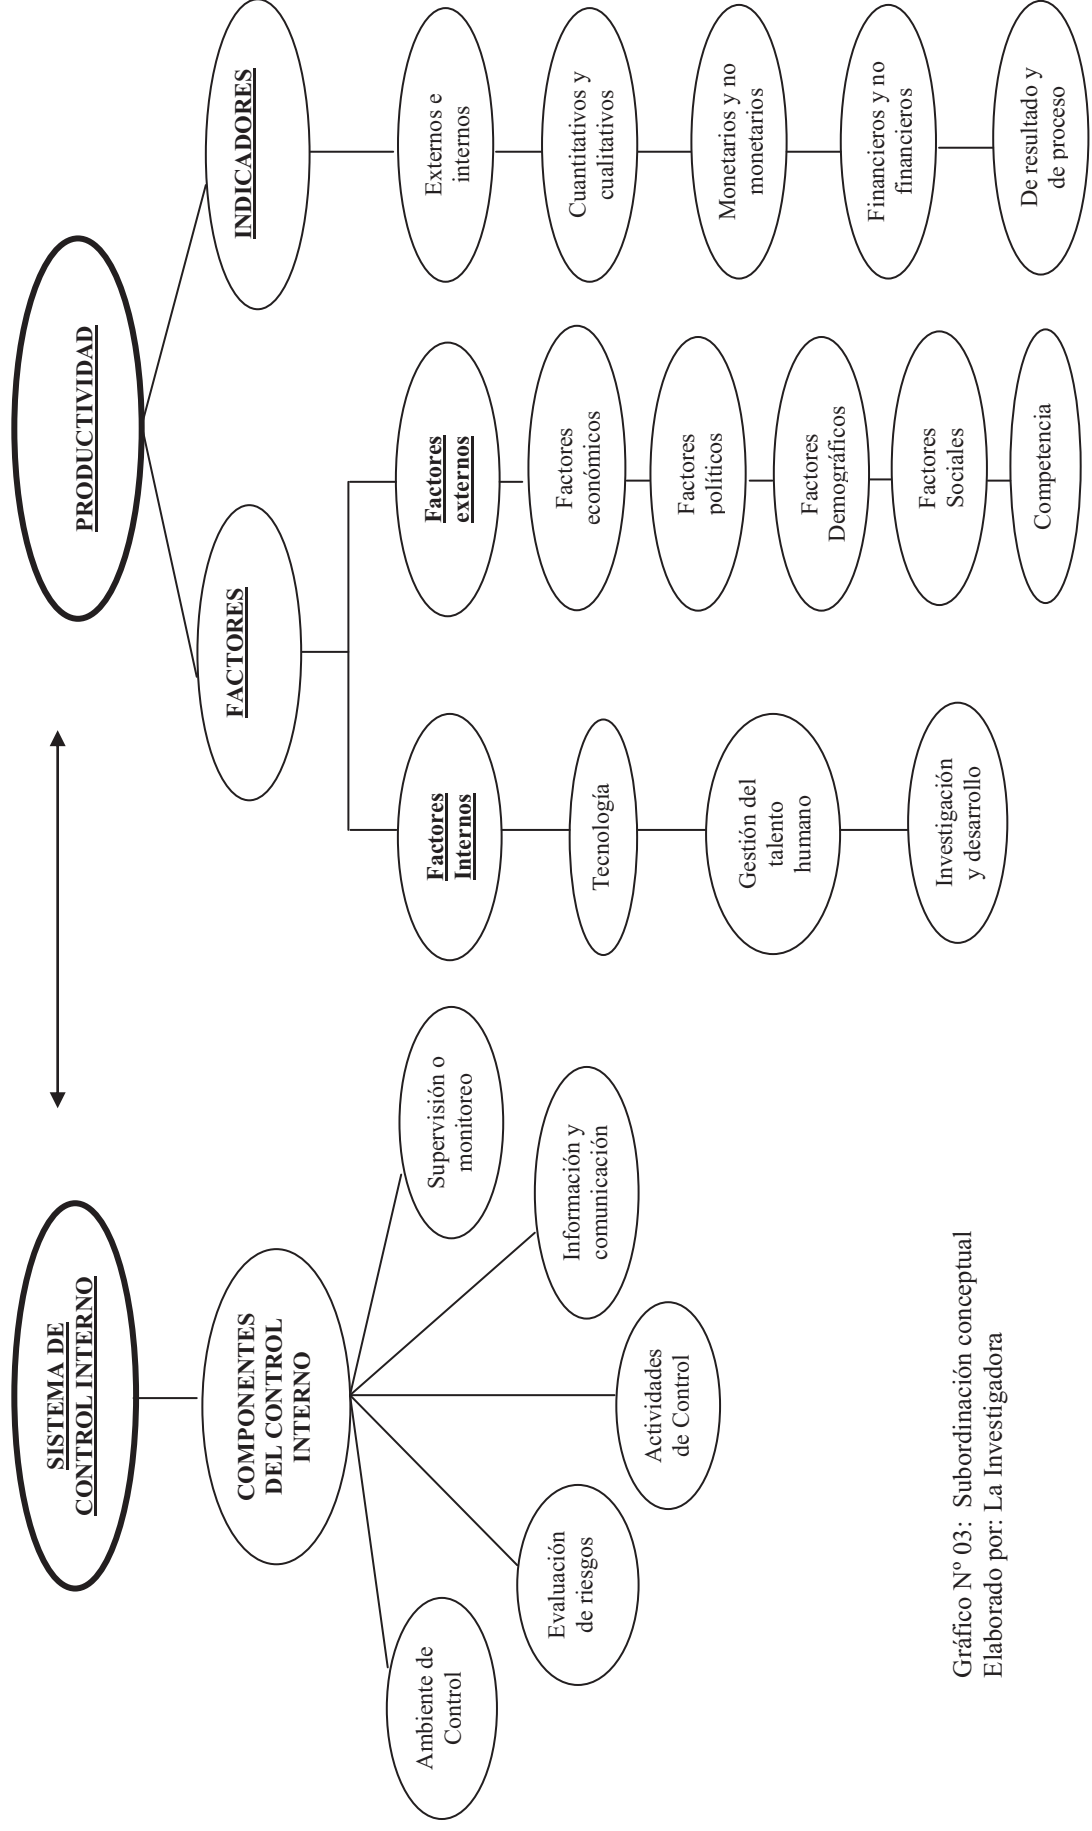 SISTEMA DE
CONTROL INTERNO
PRODUCTIVIDAD
COMPONENTES
DEL CONTROL
INTERNO
FACTORES
INDICADORES
Ambiente de
Control
Evaluación
de riesgos
Actividades
de Control
Información y
comunicación
Supervisión o
monitoreo
Factores
Internos
Tecnología
Gestión del
talento
humano
Investigación
y desarrollo
Factores
externos
Factores
económicos
Factores
políticos
Factores
Demográficos
Factores
Sociales
Competencia
Externos e
internos
Cuantitativos y
cualitativos
Monetarios y no
monetarios
Financieros y no
financieros
De resultado y
de proceso
Gráfico Nº 03:  Subordinación conceptual
Elaborado por: La Investigadora